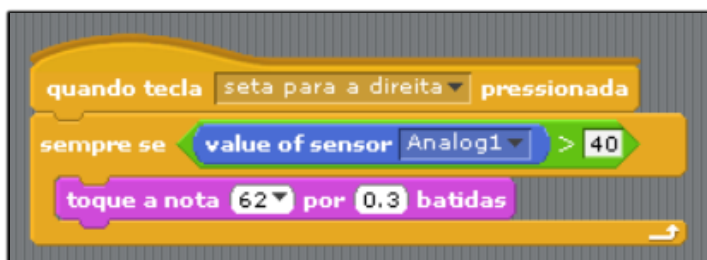 quando tecla seta para a direita pressionada
sempre se value of sensor Analog1 > 40
toque a nota 62 por 0.3 batidas